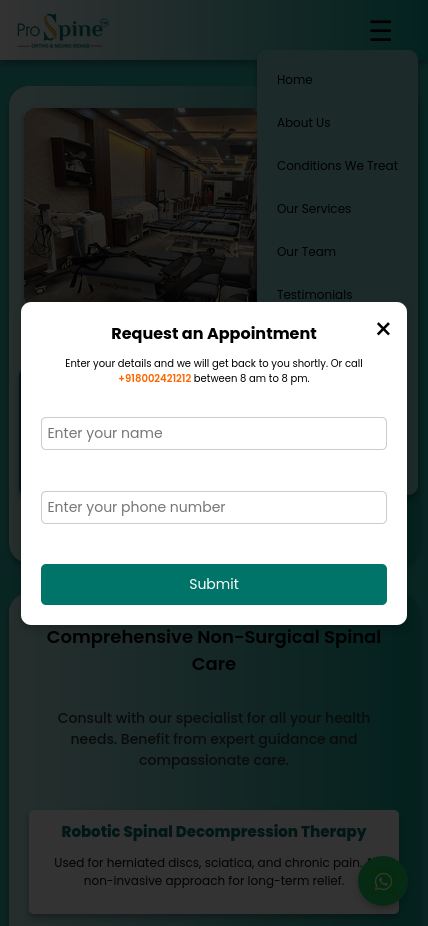 Pro Spine
ORTHO & NEURO REHAB
☰
Home
About Us
Conditions We Treat
Our Services
Our Team
Testimonials
Request an Appointment
×
Enter your details and we will get back to you shortly. Or call
+918002421212 between 8 am to 8 pm.
Enter your name
Enter your phone number
Submit
Comprehensive Non-Surgical Spinal
Care
Consult with our specialist for all your health
needs. Benefit from expert guidance and
compassionate care.
Robotic Spinal Decompression Therapy
Used for herniated discs, sciatica, and chronic pain.
non-invasive approach for long-term relief.